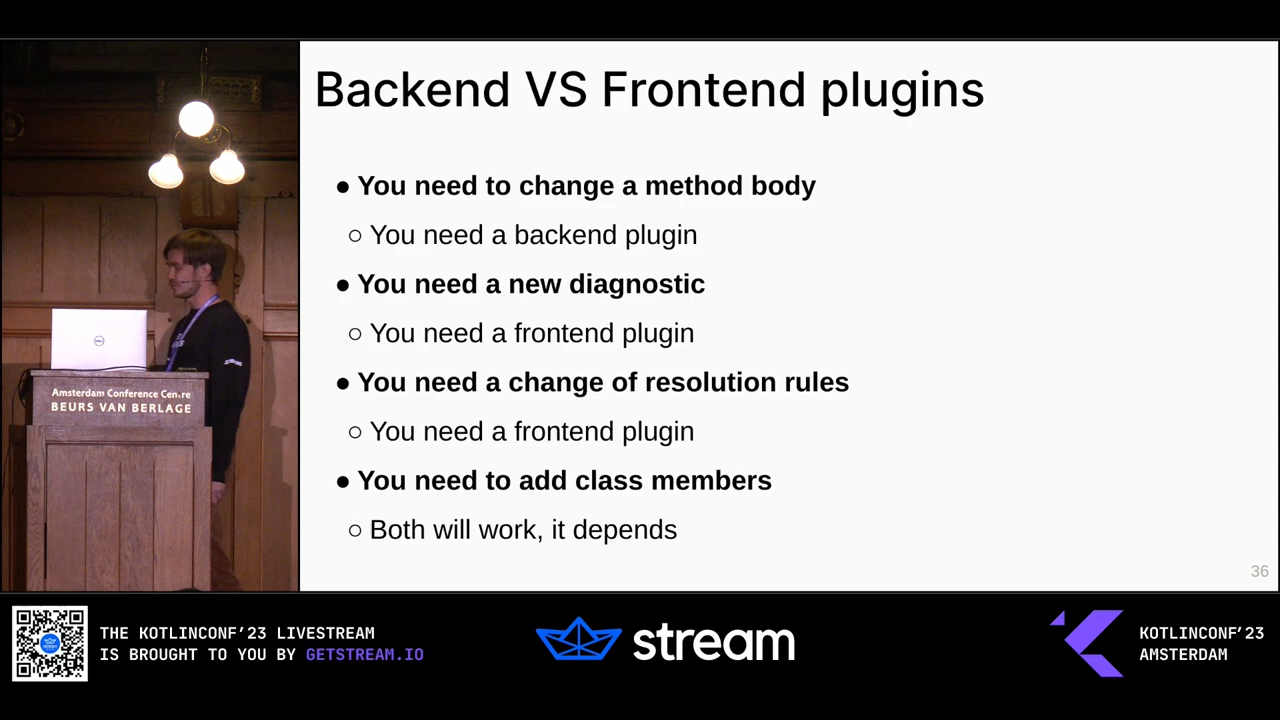 Backend VS Frontend plugins
● You need to change a method body
○ You need a backend plugin
● You need a new diagnostic
○ You need a frontend plugin
● You need a change of resolution rules
○ You need a frontend plugin
● You need to add class members
○ Both will work, it depends
36
DELL
Amsterdam Conference Centre
BEURS VAN BERLAGE
THE KOTLINCONF’23 LIVESTREAM
IS BROUGHT TO YOU BY GETSTREAM.IO
stream
KOTLINCONF’23
AMSTERDAM